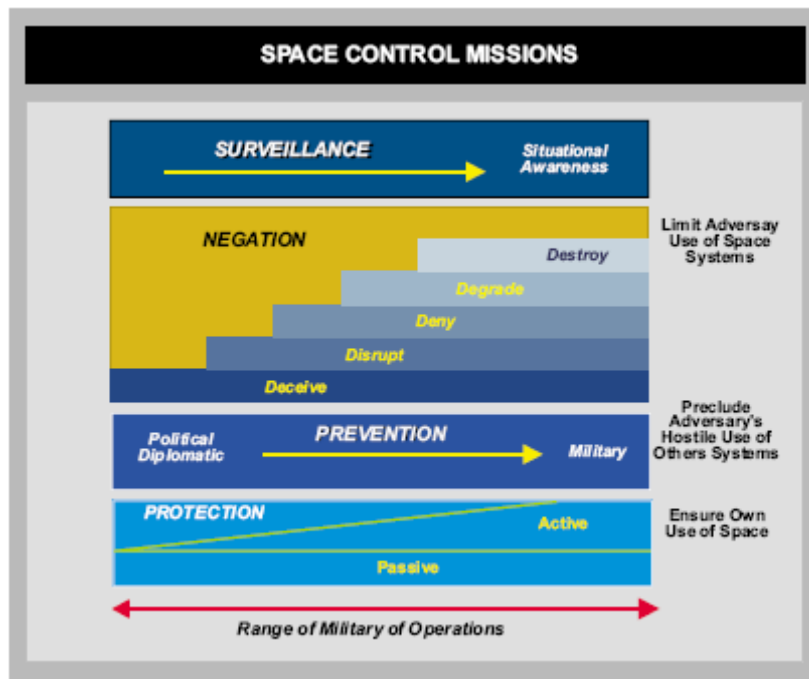 SPACE CONTROL MISSIONS
SURVEILLANCE
Situational
Awareness
NEGATION
Limit Adversay
Use of Space
Systems
Destroy
Degrade
Deny
Disrupt
Deceive
Political
Diplomatic
PREVENTION
Military
Preclude
Adversary's
Hostile Use of
Others Systems
PROTECTION
Active
Passive
Ensure Own
Use of Space
Range of Military of Operations